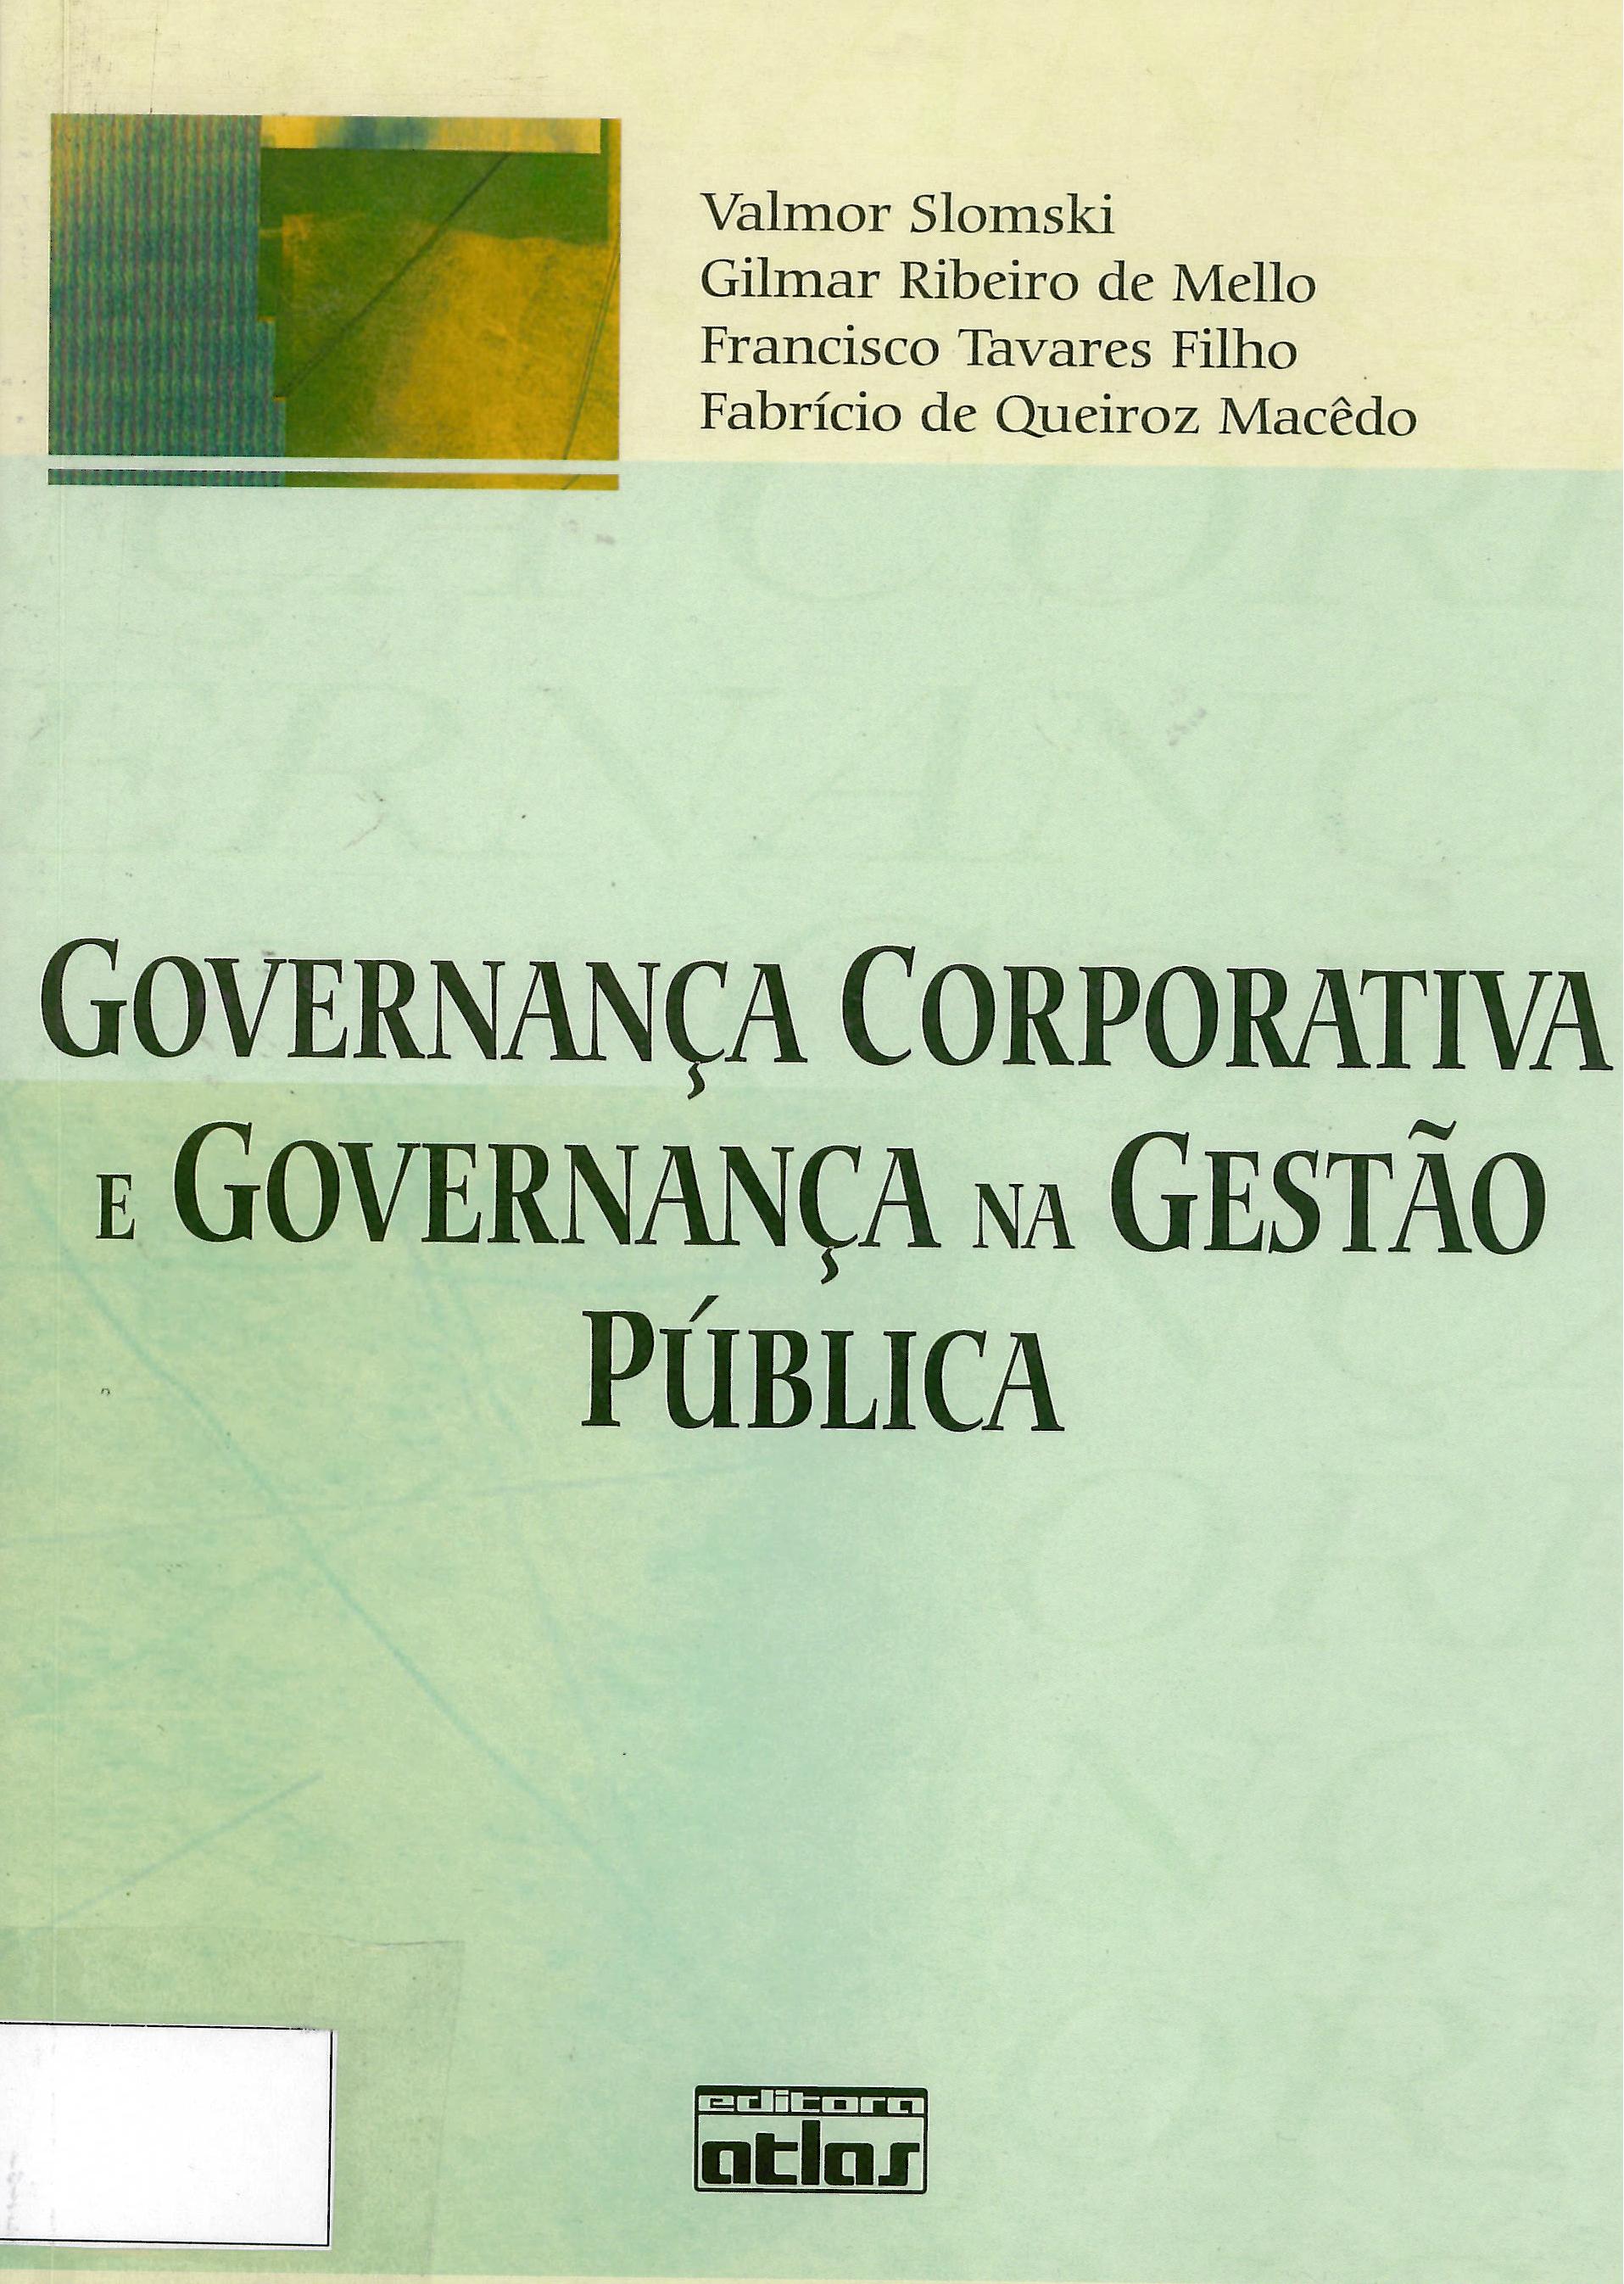 Valmor Slomski
Gilmar Ribeiro de Mello
Francisco Tavares Filho
Fabrício de Queiroz Macêdo
GOVERNANÇA CORPORATIVA
E GOVERNANÇA NA GESTÃO
PÚBLICA
editora
atlas